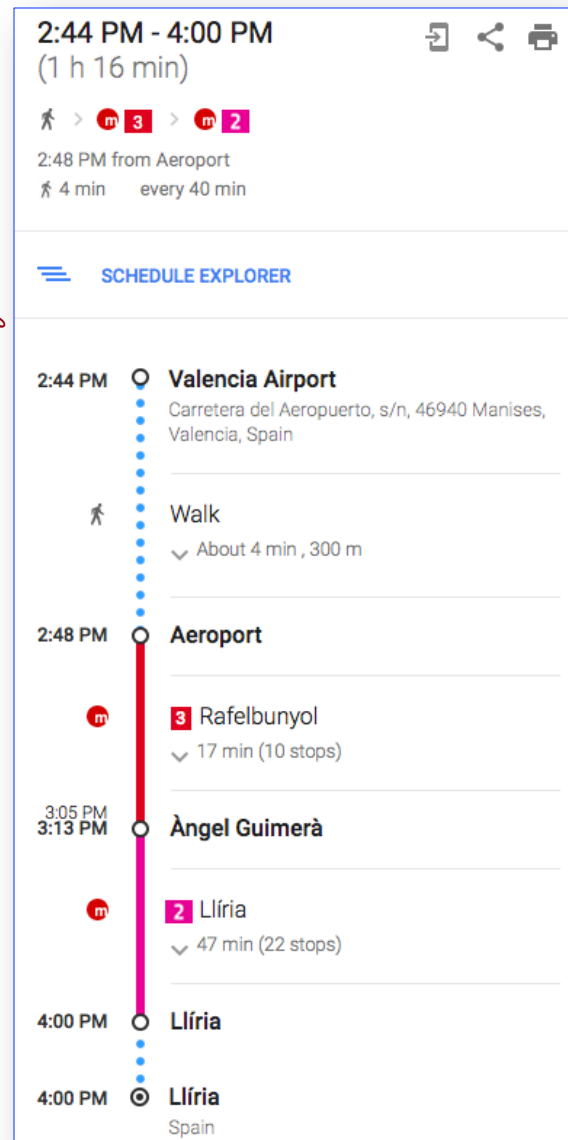 2:44 PM - 4:00 PM
(1 h 16 min)
m 3 > m 2
2:48 PM from Aeroport
4 min every 40 min
SCHEDULE EXPLORER
2:44 PM Valencia Airport
Carretera del Aeropuerto, s/n, 46940 Manises,
Valencia, Spain
Walk
About 4 min , 300 m
2:48 PM Aeroport
m 3 Rafelbunyol
17 min (10 stops)
3:05 PM
3:13 PM Àngel Guimerà
m 2 Llíria
47 min (22 stops)
4:00 PM Llíria
4:00 PM Llíria
Spain